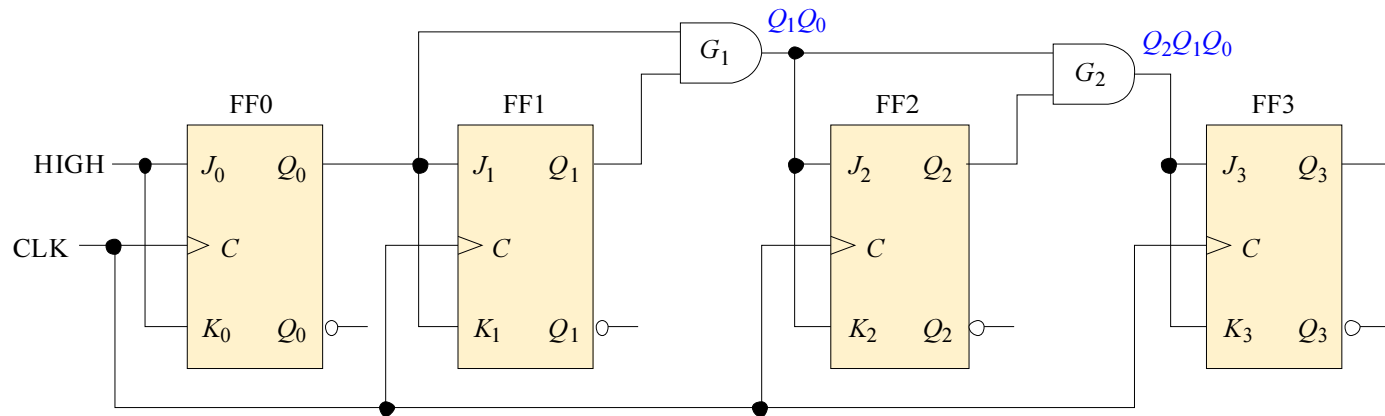 Q₁Q₀
Q₂Q₁Q₀
G₁
G₂
FF0
FF1
FF2
FF3
HIGH
J₀ Q₀
J₁ Q₁
J₂ Q₂
J₃ Q₃
CLK
C
C
C
C
K₀ Q₀
K₁ Q₁
K₂ Q₂
K₃ Q₃